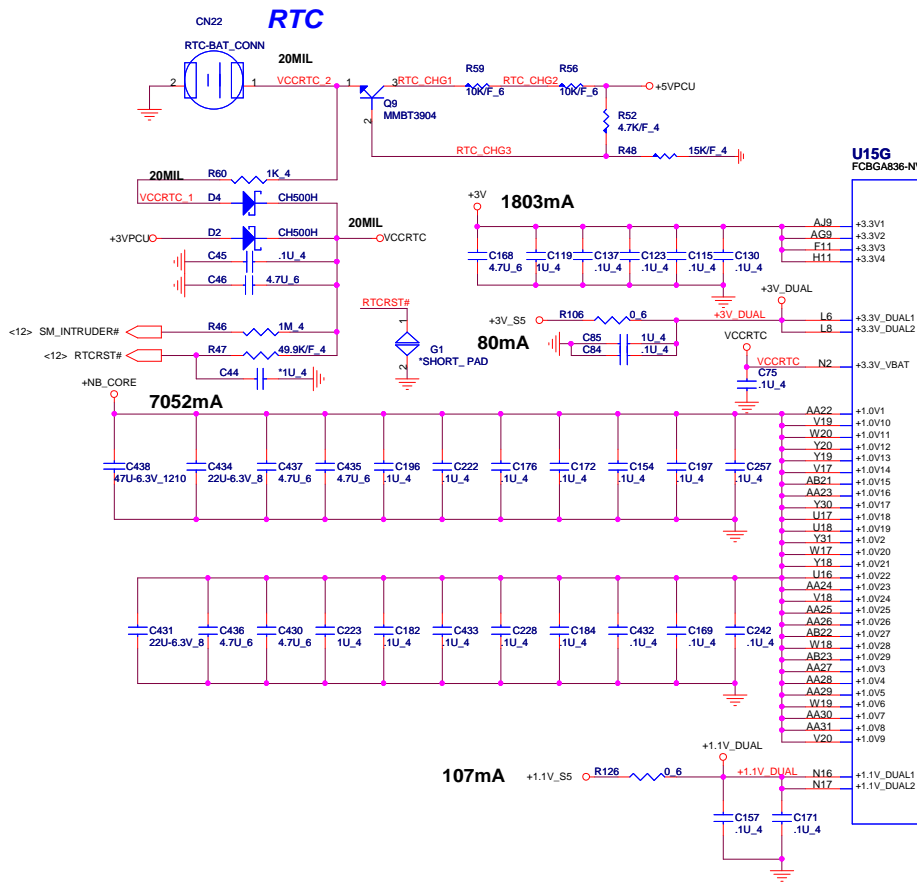 RTC
CN22
RTC-BAT_CONN
20MIL
2
1
VCCRTC_2
1
3
RTC_CHG1
R59
10K/F_6
RTC_CHG2
R56
10K/F_6
+5VPCU
Q9
MMBT3904
2
R52
4.7K/F_4
RTC_CHG3
R48
15K/F_4
R60
1K_4
20MIL
VCCRTC_1
D4
CH500H
20MIL
+3VPCU
D2
CH500H
VCCRTC
C45
.1U_4
C46
4.7U_6
<12> SM_INTRUDER#
R46
1M_4
<12> RTCRST#
R47
49.9K/F_4
C44
*1U_4
RTCRST#
1
G1
*SHORT_PAD
2
+3V
1803mA
C168
4.7U_6
C119
1U_4
C137
.1U_4
C123
.1U_4
C115
.1U_4
C130
.1U_4
+3V_S5
R106
0_6
+3V_DUAL
+3V_DUAL
80mA
C85
1U_4
C84
.1U_4
VCCRTC
VCCRTC
C75
.1U_4
U15G
FCBGA836-NV
AJ9 +3.3V1
AG9 +3.3V2
F11 +3.3V3
H11 +3.3V4
L6 +3.3V_DUAL1
L8 +3.3V_DUAL2
N2 +3.3V_VBAT
+NB_CORE
7052mA
C438
47U-6.3V_1210
C434
22U-6.3V_8
C437
4.7U_6
C435
4.7U_6
C196
.1U_4
C222
.1U_4
C176
.1U_4
C172
.1U_4
C154
.1U_4
C197
.1U_4
C257
.1U_4
AA22 +1.0V1
V19 +1.0V10
W20 +1.0V11
Y20 +1.0V12
Y19 +1.0V13
V17 +1.0V14
AB21 +1.0V15
AA23 +1.0V16
Y30 +1.0V17
U17 +1.0V18
U18 +1.0V19
Y31 +1.0V2
W17 +1.0V20
Y18 +1.0V21
U16 +1.0V22
AA24 +1.0V23
V18 +1.0V24
AA25 +1.0V25
AA26 +1.0V26
AB22 +1.0V27
W18 +1.0V28
AB23 +1.0V29
AA27 +1.0V3
AA28 +1.0V4
AA29 +1.0V5
W19 +1.0V6
AA30 +1.0V7
AA31 +1.0V8
V20 +1.0V9
C431
22U-6.3V_8
C436
4.7U_6
C430
4.7U_6
C223
1U_4
C182
.1U_4
C433
.1U_4
C228
.1U_4
C184
.1U_4
C432
.1U_4
C169
.1U_4
C242
.1U_4
107mA
+1.1V_S5
R126
0_6
+1.1V_DUAL
+1.1V_DUAL
N16 +1.1V_DUAL1
N17 +1.1V_DUAL2
C157
.1U_4
C171
.1U_4